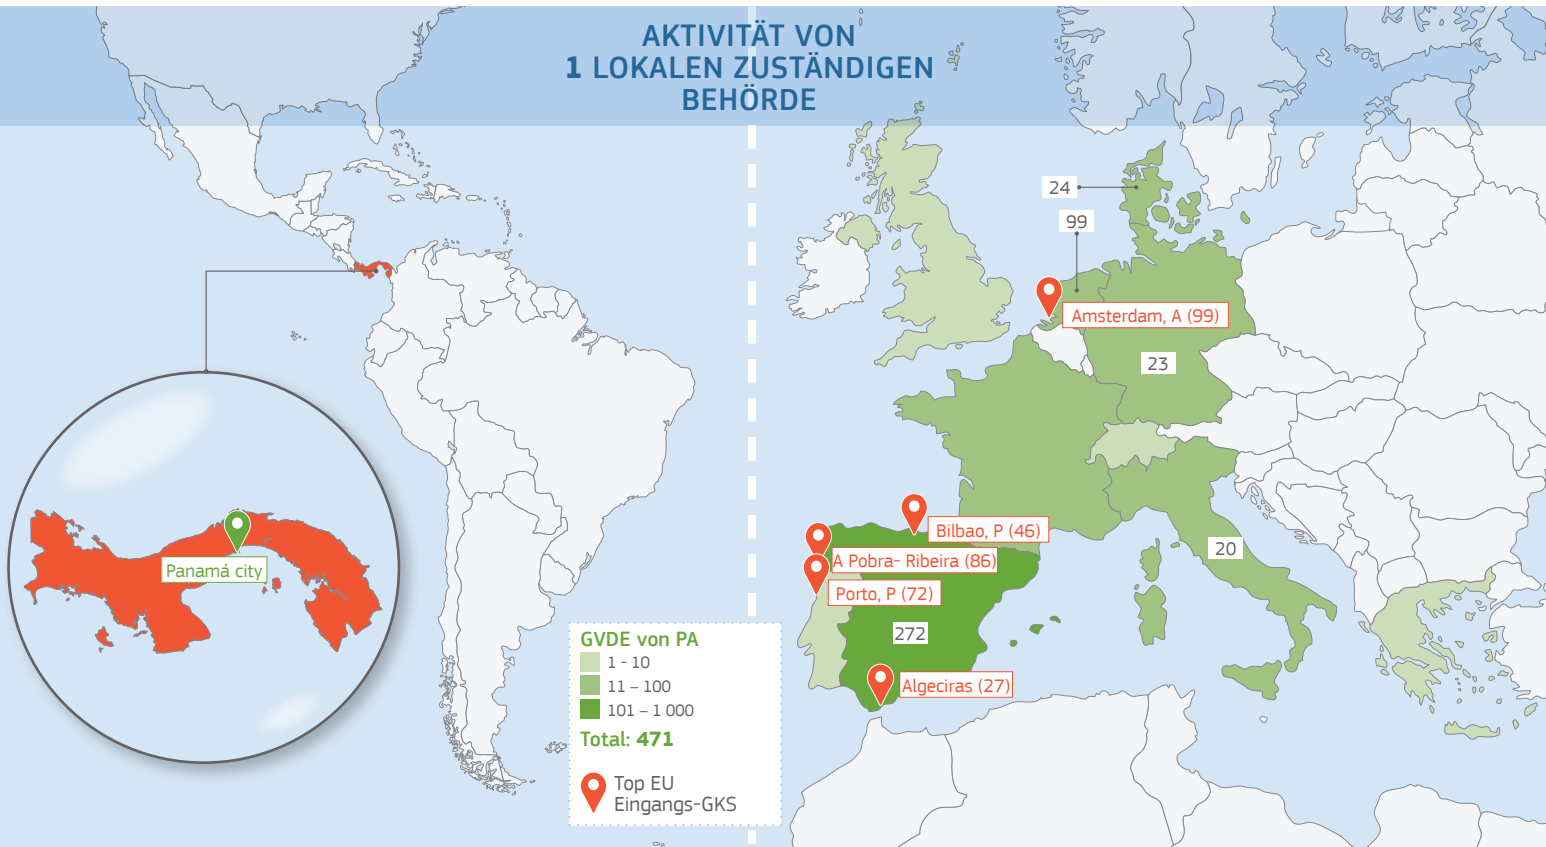 AKTIVITÄT VON
1 LOKALEN ZUSTÄNDIGEN
BEHÖRDE
24
99
Amsterdam, A (99)
23
Bilbao, P (46)
A Pobra- Ribeira (86)
Porto, P (72)
20
272
Algeciras (27)
Panamá city
GVDE von PA
1 - 10
11 – 100
101 – 1 000
Total: 471
Top EU
Eingangs-GKS